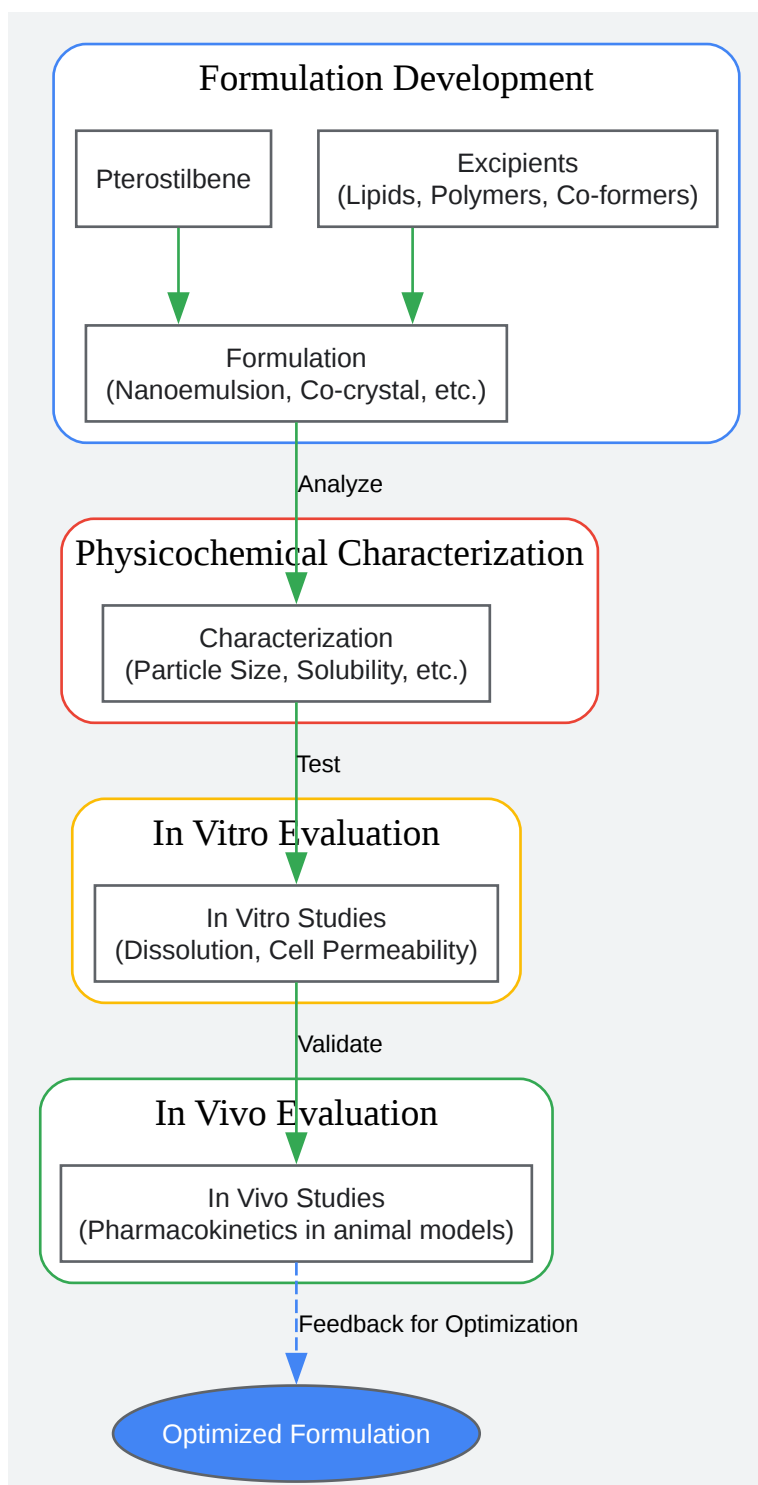 Formulation Development
Pterostilbene
Excipients
(Lipids, Polymers, Co-formers)
Formulation
(Nanoemulsion, Co-crystal, etc.)
Analyze
Physicochemical Characterization
Characterization
(Particle Size, Solubility, etc.)
Test
In Vitro Evaluation
In Vitro Studies
(Dissolution, Cell Permeability)
Validate
In Vivo Evaluation
In Vivo Studies
(Pharmacokinetics in animal models)
Feedback for Optimization
Optimized Formulation